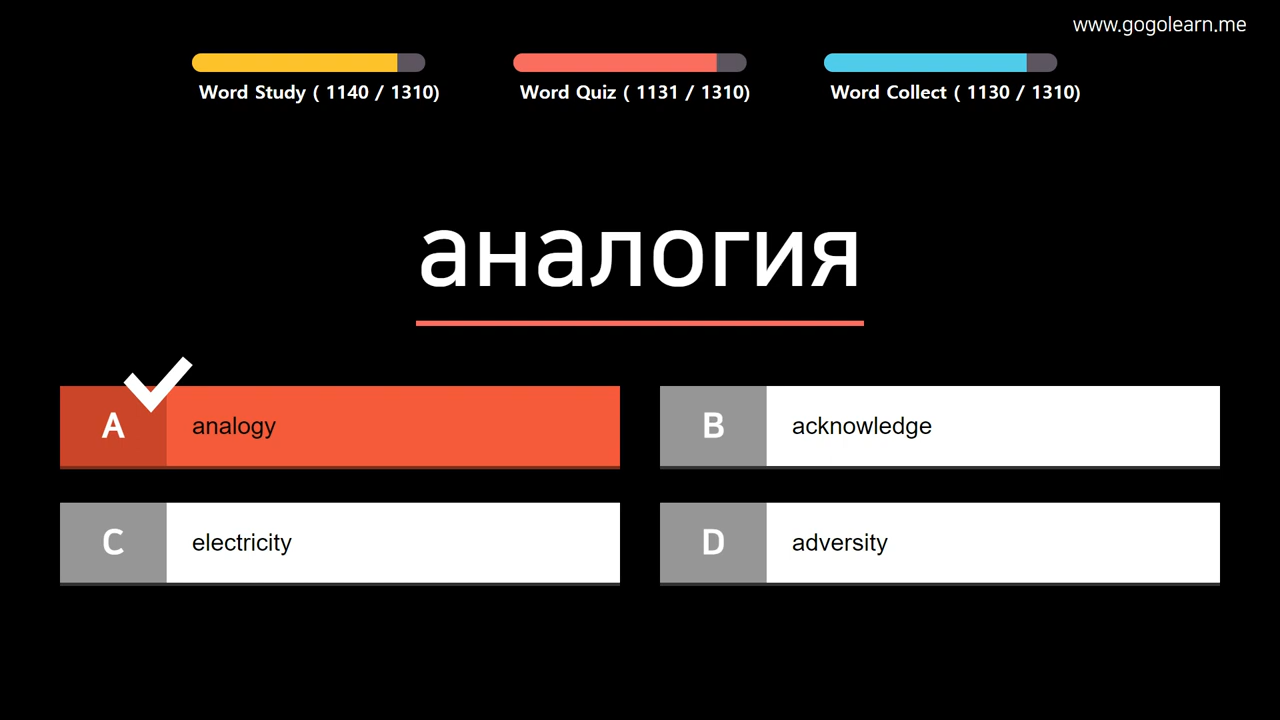 www.gogolearn.me
Word Study ( 1140 / 1310)
Word Quiz ( 1131 / 1310)
Word Collect ( 1130 / 1310)
аналогия
A analogy
B acknowledge
C electricity
D adversity